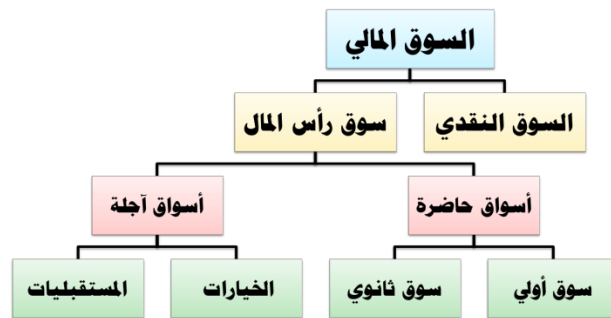 السوق المالي
السوق النقدي
سوق رأس المال
أسواق حاضرة
أسواق آجلة
سوق أولي
سوق ثانوي
الخيارات
المستقبليات